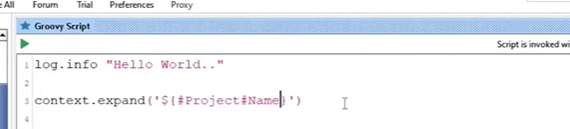 All Forum Trial Preferences Proxy
Groovy Script
Script is invoked wi
1 log.info "Hello World.."
2
3 context.expand('${#Project#Name}')